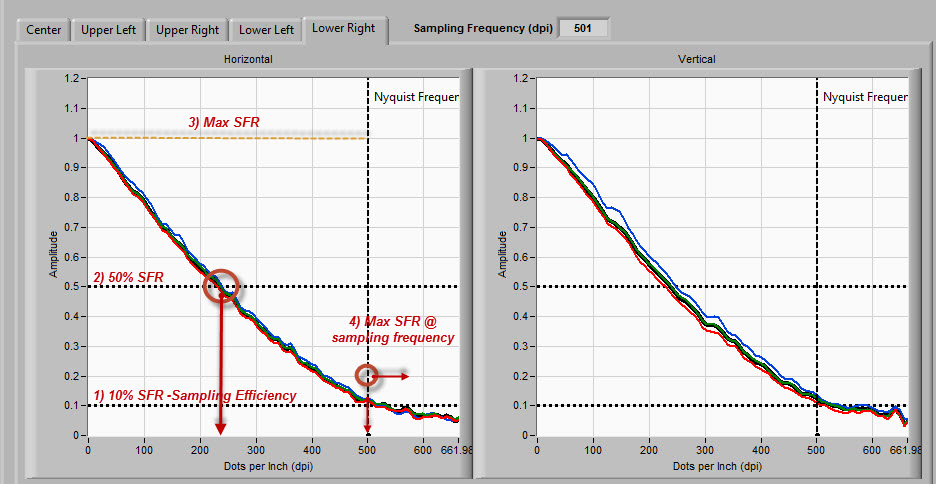 Center Upper Left Upper Right Lower Left Lower Right Sampling Frequency (dpi) 501
Horizontal
1.2
1.1
1
0.9
0.8
0.7
0.6
0.5
0.4
0.3
0.2
0.1
0
Amplitude
Nyquist Frequen
3) Max SFR
2) 50% SFR
4) Max SFR @
sampling frequency
1) 10% SFR -Sampling Efficiency
0 100 200 300 400 500 600 661.98
Dots per Inch (dpi)
Vertical
1.2
1.1
1
0.9
0.8
0.7
0.6
0.5
0.4
0.3
0.2
0.1
0
Amplitude
Nyquist Frequen
0 100 200 300 400 500 600 661.98
Dots per Inch (dpi)